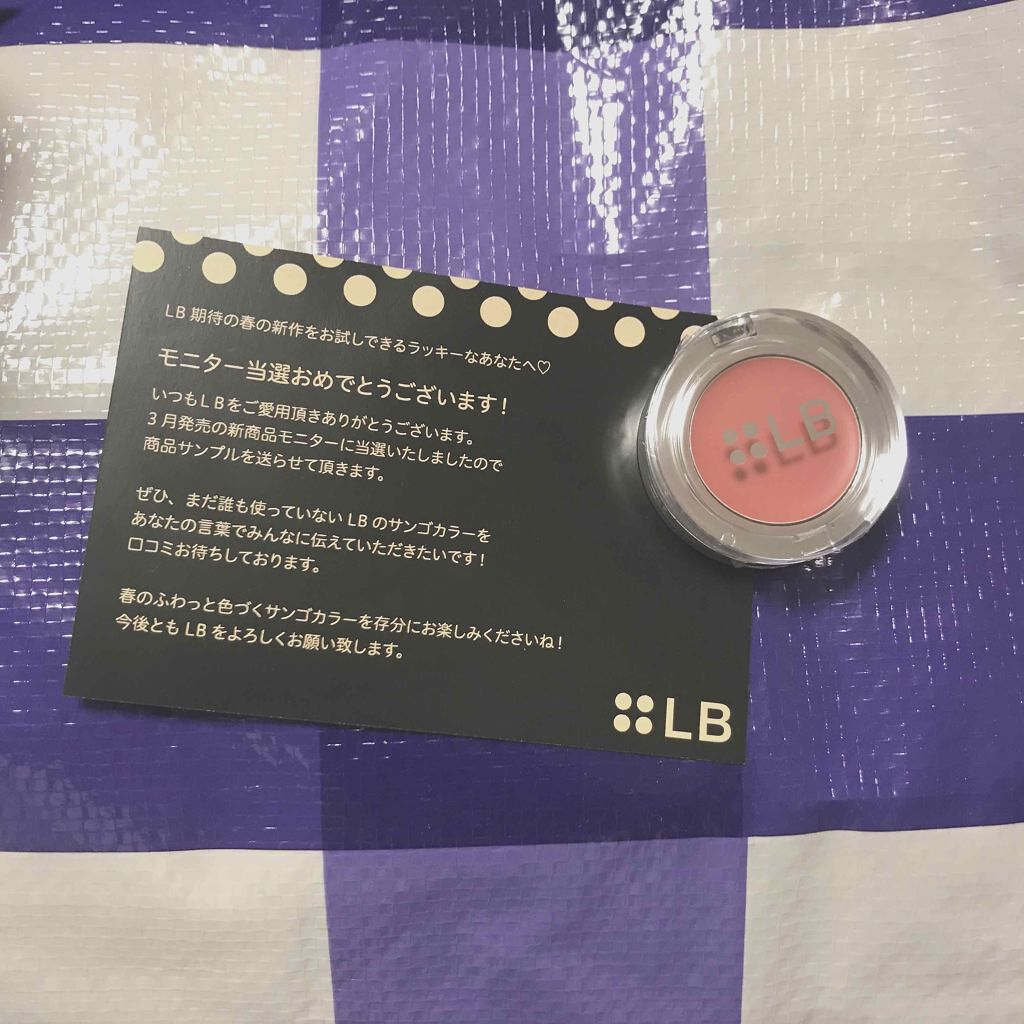 LB 期待の春の新作をお試しできるラッキーなあなたへ♡
モニター当選おめでとうございます!
いつもLBをご愛用頂きありがとうございます。
3月発売の新商品モニターに当選いたしましたので
商品サンプルを送らせて頂きます。
ぜひ、まだ誰も使っていない LB のサンゴカラーを
あなたの言葉でみんなに伝えていただきたいです!
口コミお待ちしております。
春のふわっと色づくサンゴカラーを存分にお楽しみくださいね!
今後とも LB をよろしくお願い致します。
LB
LB